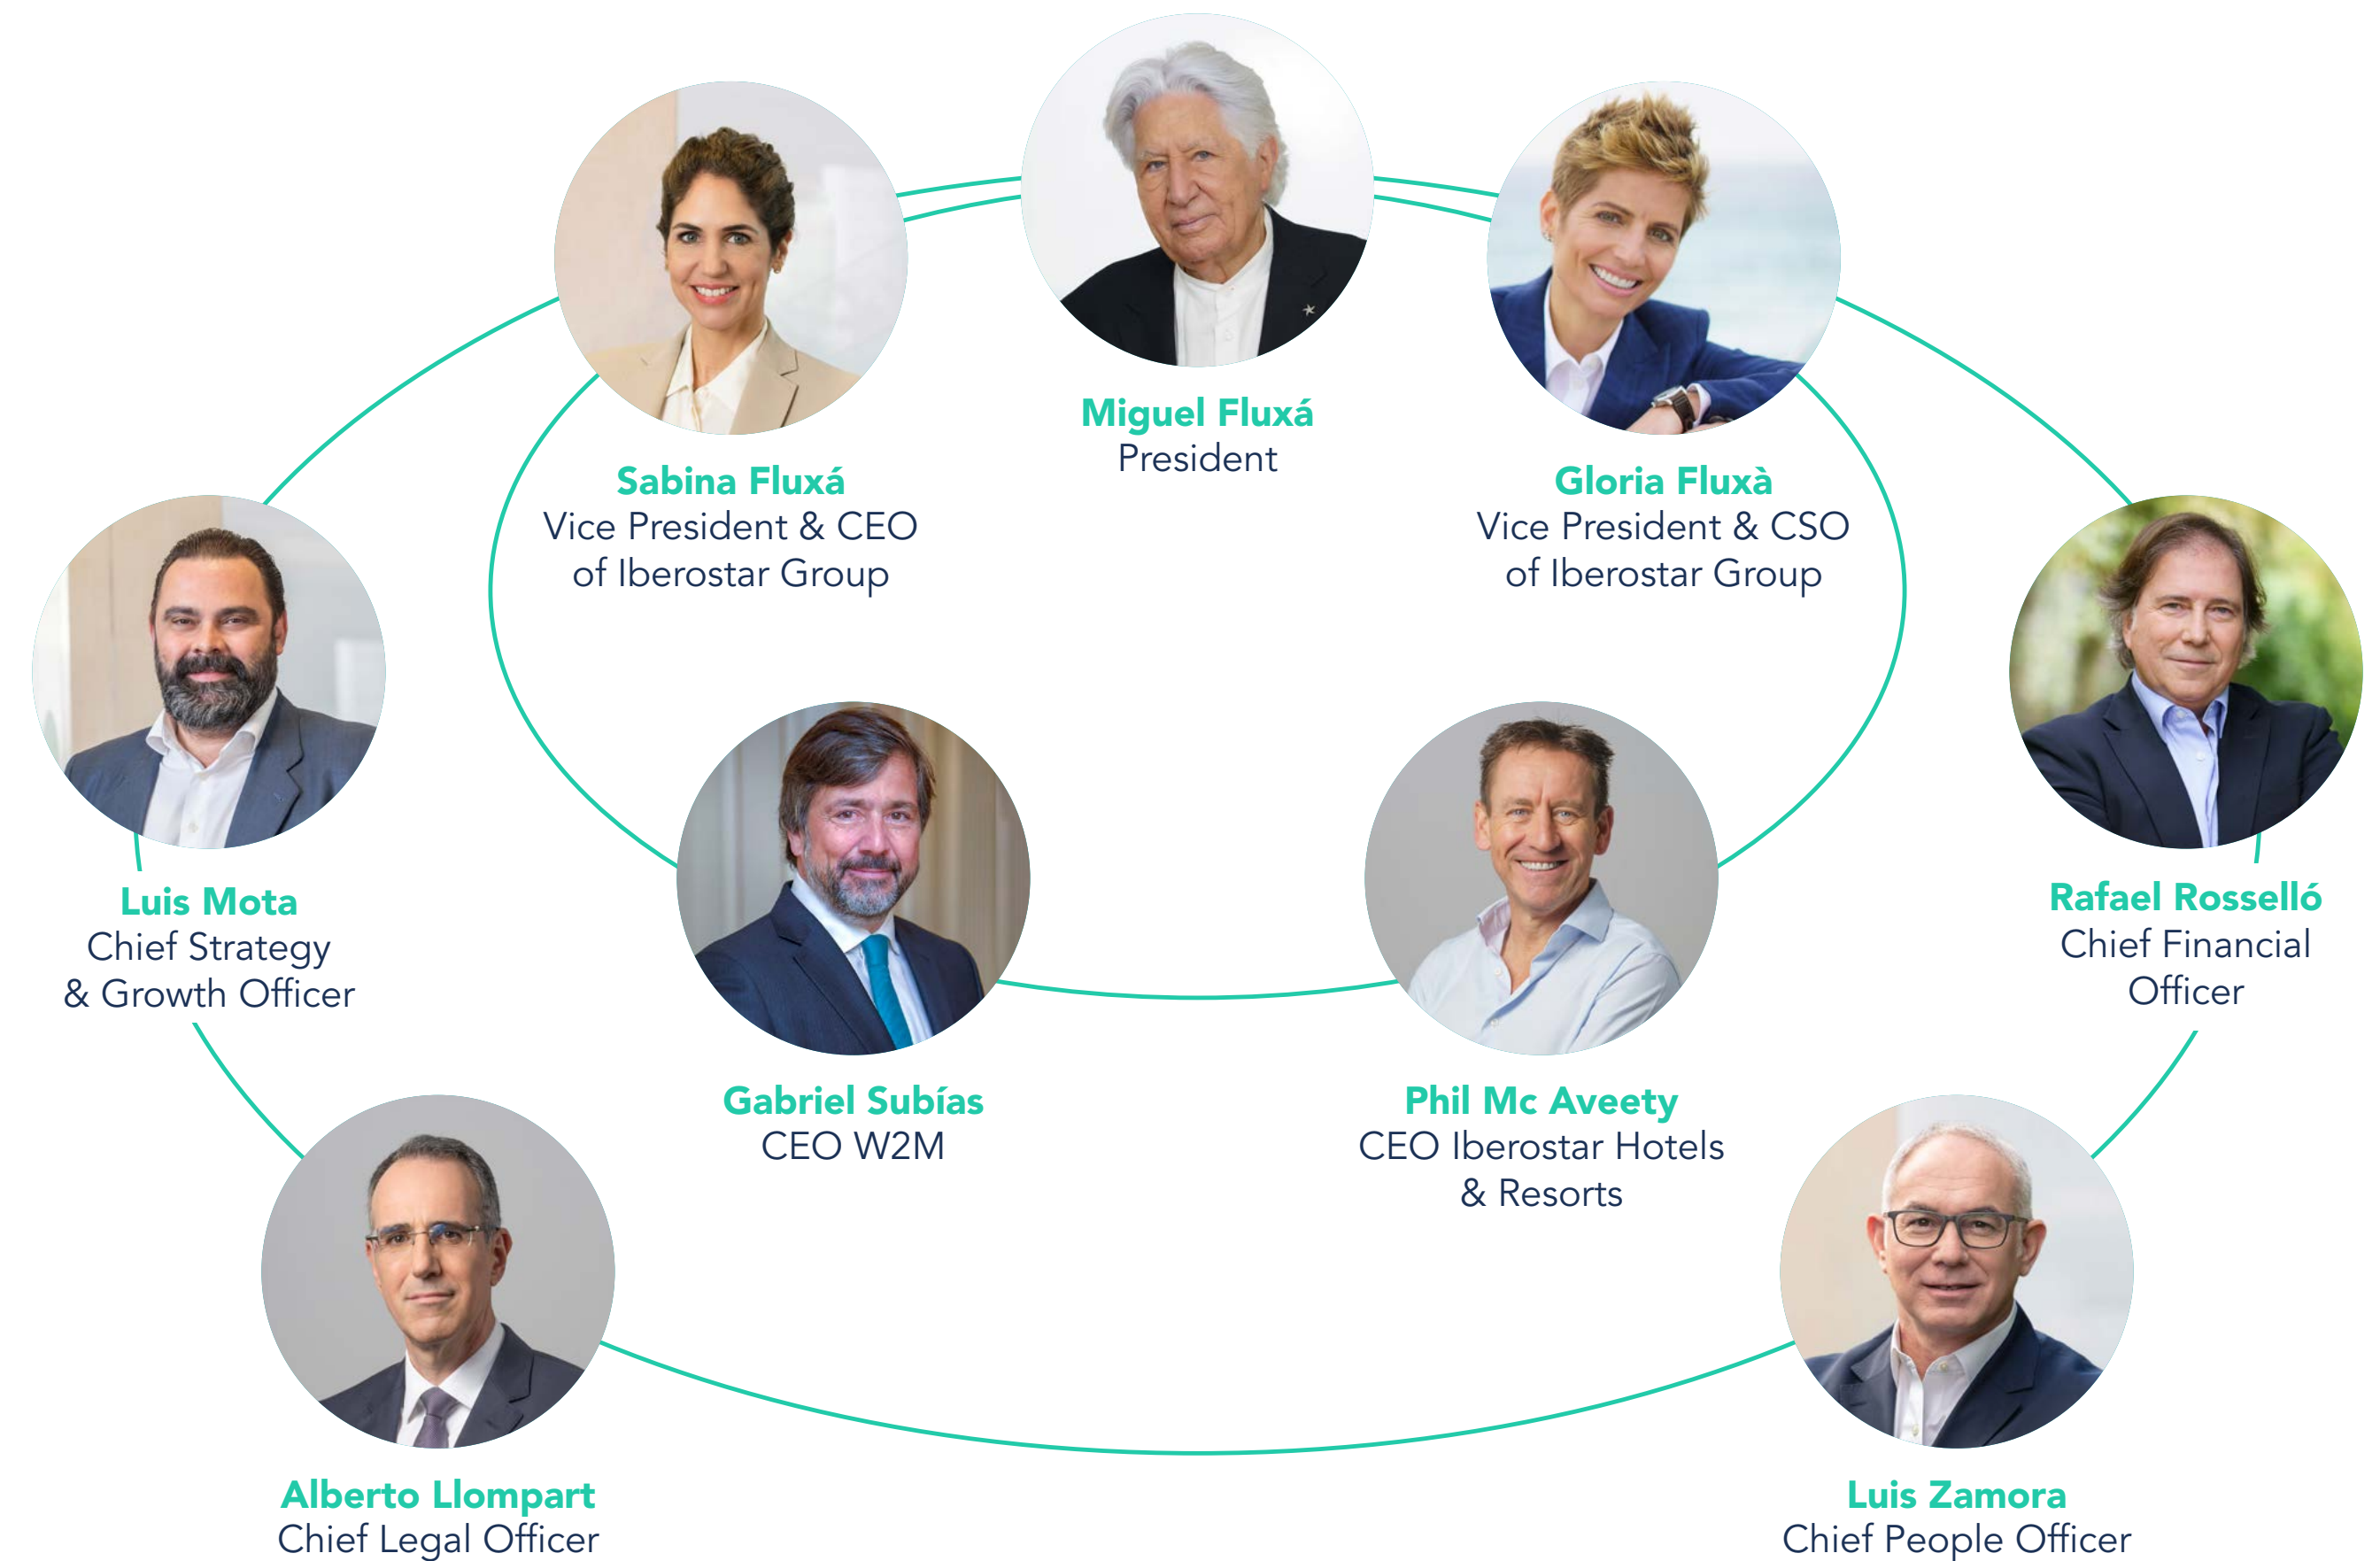 Miguel Fluxá
President
Sabina Fluxá
Vice President & CEO
of Iberostar Group
Gloria Fluxà
Vice President & CSO
of Iberostar Group
Luis Mota
Chief Strategy
& Growth Officer
Rafael Rosselló
Chief Financial
Officer
Gabriel Subías
CEO W2M
Phil Mc Aveety
CEO Iberostar Hotels
& Resorts
Alberto Llompart
Chief Legal Officer
Luis Zamora
Chief People Officer